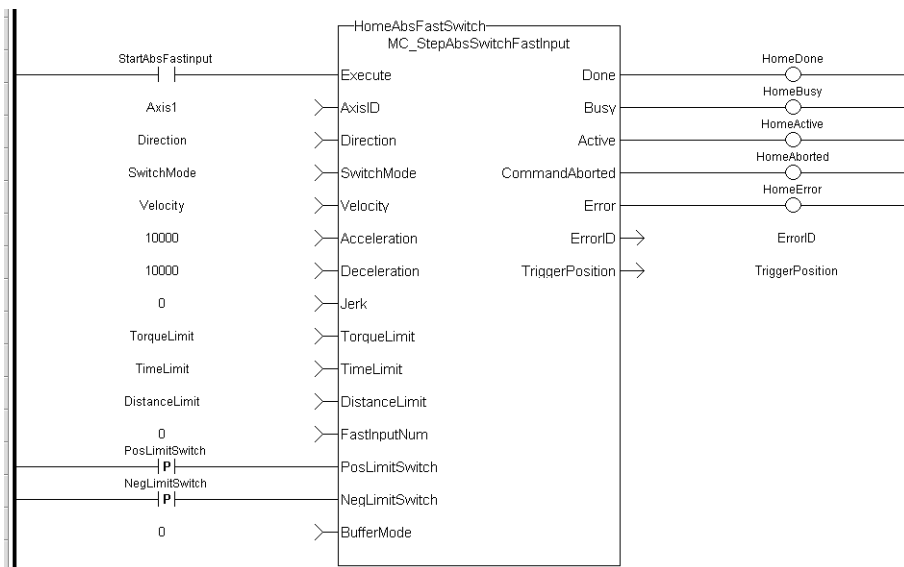 HomeAbsFastSwitch
MC_StepAbsSwitchFastInput
StartAbsFastinput
Execute
Done
HomeDone
Axis1
AxisID
Busy
HomeBusy
Direction
Direction
Active
HomeActive
SwitchMode
SwitchMode
CommandAborted
HomeAborted
Velocity
Velocity
Error
HomeError
10000
Acceleration
ErrorID
ErrorID
10000
Deceleration
TriggerPosition
TriggerPosition
0
Jerk
TorqueLimit
TorqueLimit
TimeLimit
TimeLimit
DistanceLimit
DistanceLimit
0
FastInputNum
PosLimitSwitch
P
PosLimitSwitch
NegLimitSwitch
P
NegLimitSwitch
0
BufferMode